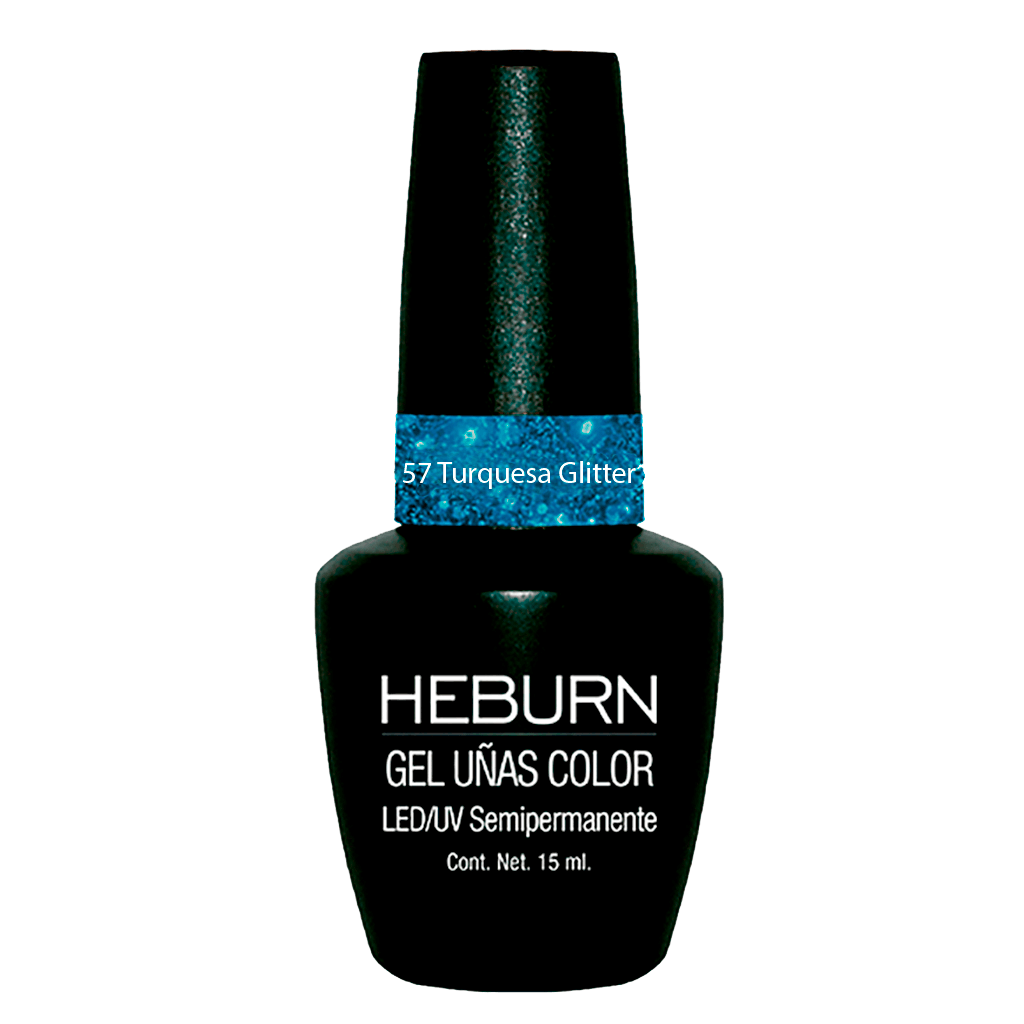 57 Turquesa Glitter
HEBURN
GEL UÑAS COLOR
LED/UV Semipermanente
Cont. Net. 15 ml.